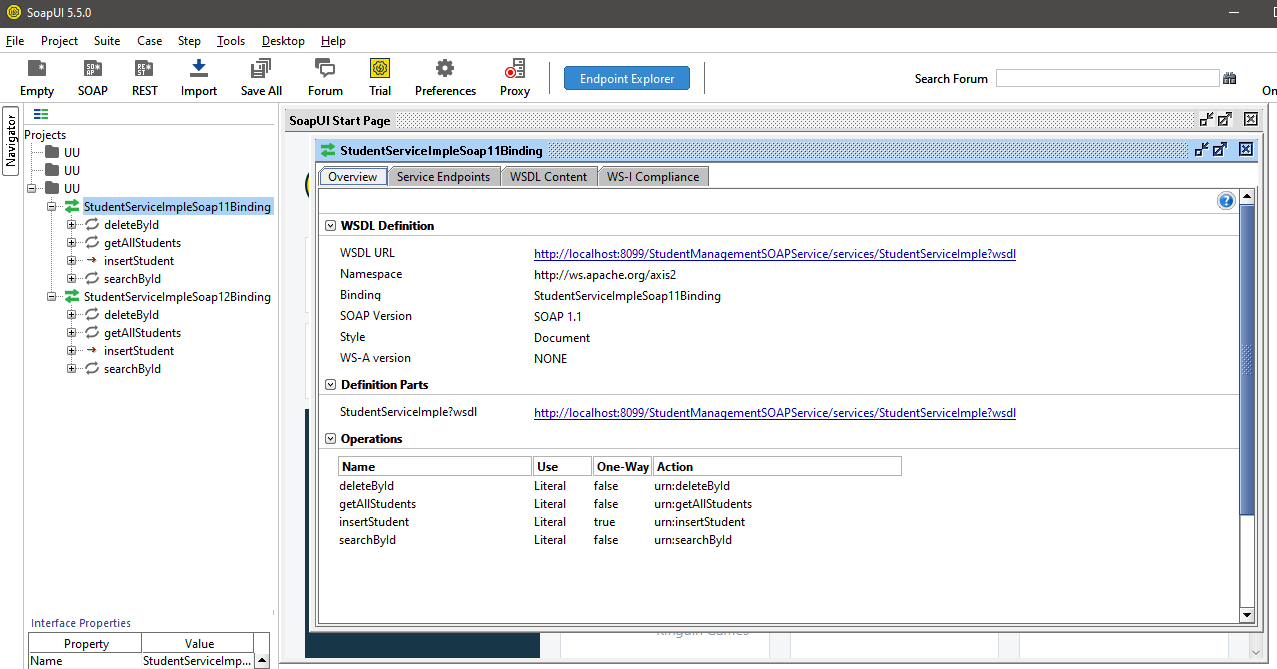 SoapUI 5.5.0
File Project Suite Case Step Tools Desktop Help
Empty SOAP REST Import Save All Forum Trial Preferences Proxy Endpoint Explorer Search Forum On
Navigator
Projects
UU
UU
UU
StudentServiceImpleSoap11Binding
deleteById
getAllStudents
insertStudent
searchById
StudentServiceImpleSoap12Binding
deleteById
getAllStudents
insertStudent
searchById
Interface Properties
Property Value
Name StudentServiceImp...
SoapUI Start Page
StudentServiceImpleSoap11Binding
Overview Service Endpoints WSDL Content WS-I Compliance
WSDL Definition
WSDL URL http://localhost:8099/StudentManagementSOAPService/services/StudentServiceImple?wsdl
Namespace http://ws.apache.org/axis2
Binding StudentServiceImpleSoap11Binding
SOAP Version SOAP 1.1
Style Document
WS-A version NONE
Definition Parts
StudentServiceImple?wsdl http://localhost:8099/StudentManagementSOAPService/services/StudentServiceImple?wsdl
Operations
Name Use One-Way Action
deleteById Literal false urn:deleteById
getAllStudents Literal false urn:getAllStudents
insertStudent Literal true urn:insertStudent
searchById Literal false urn:searchById